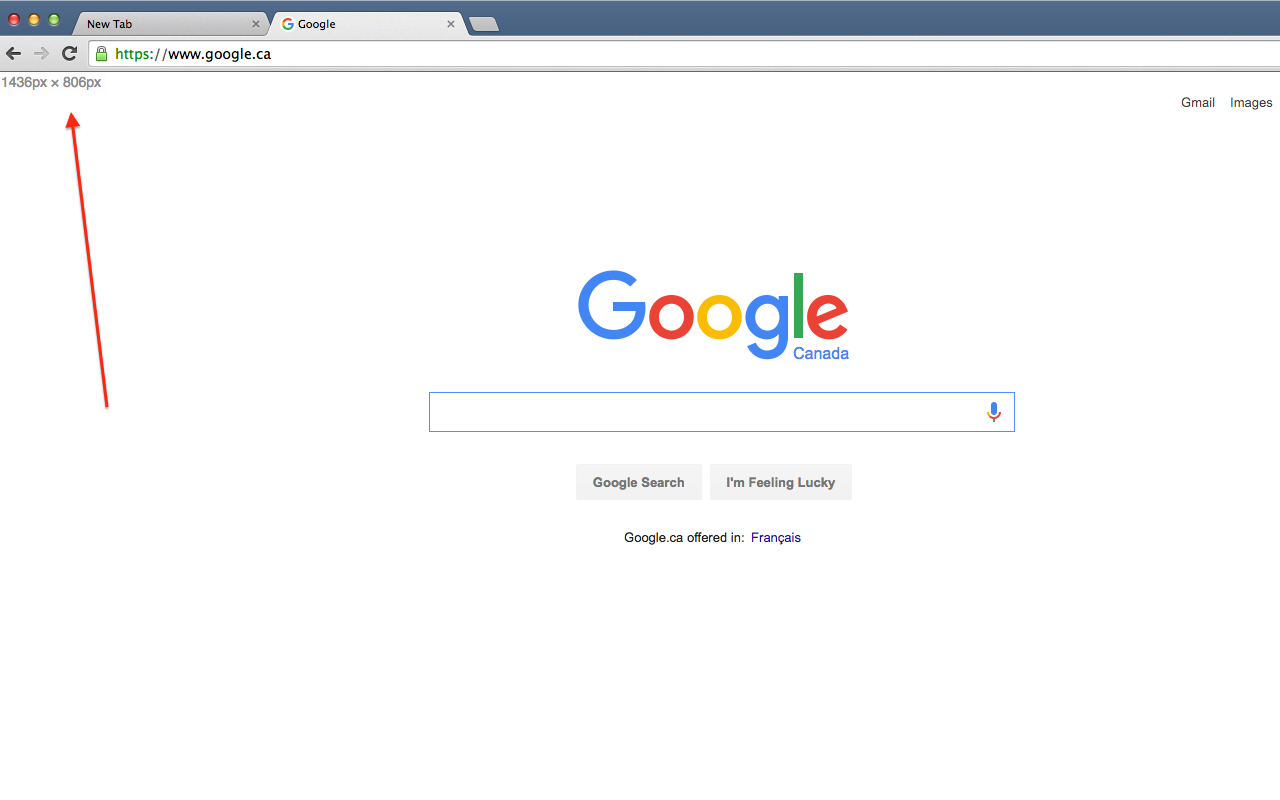 New Tab
Google
https://www.google.ca
1436px × 806px
Gmail Images
Google
Canada
Google Search I'm Feeling Lucky
Google.ca offered in: Français